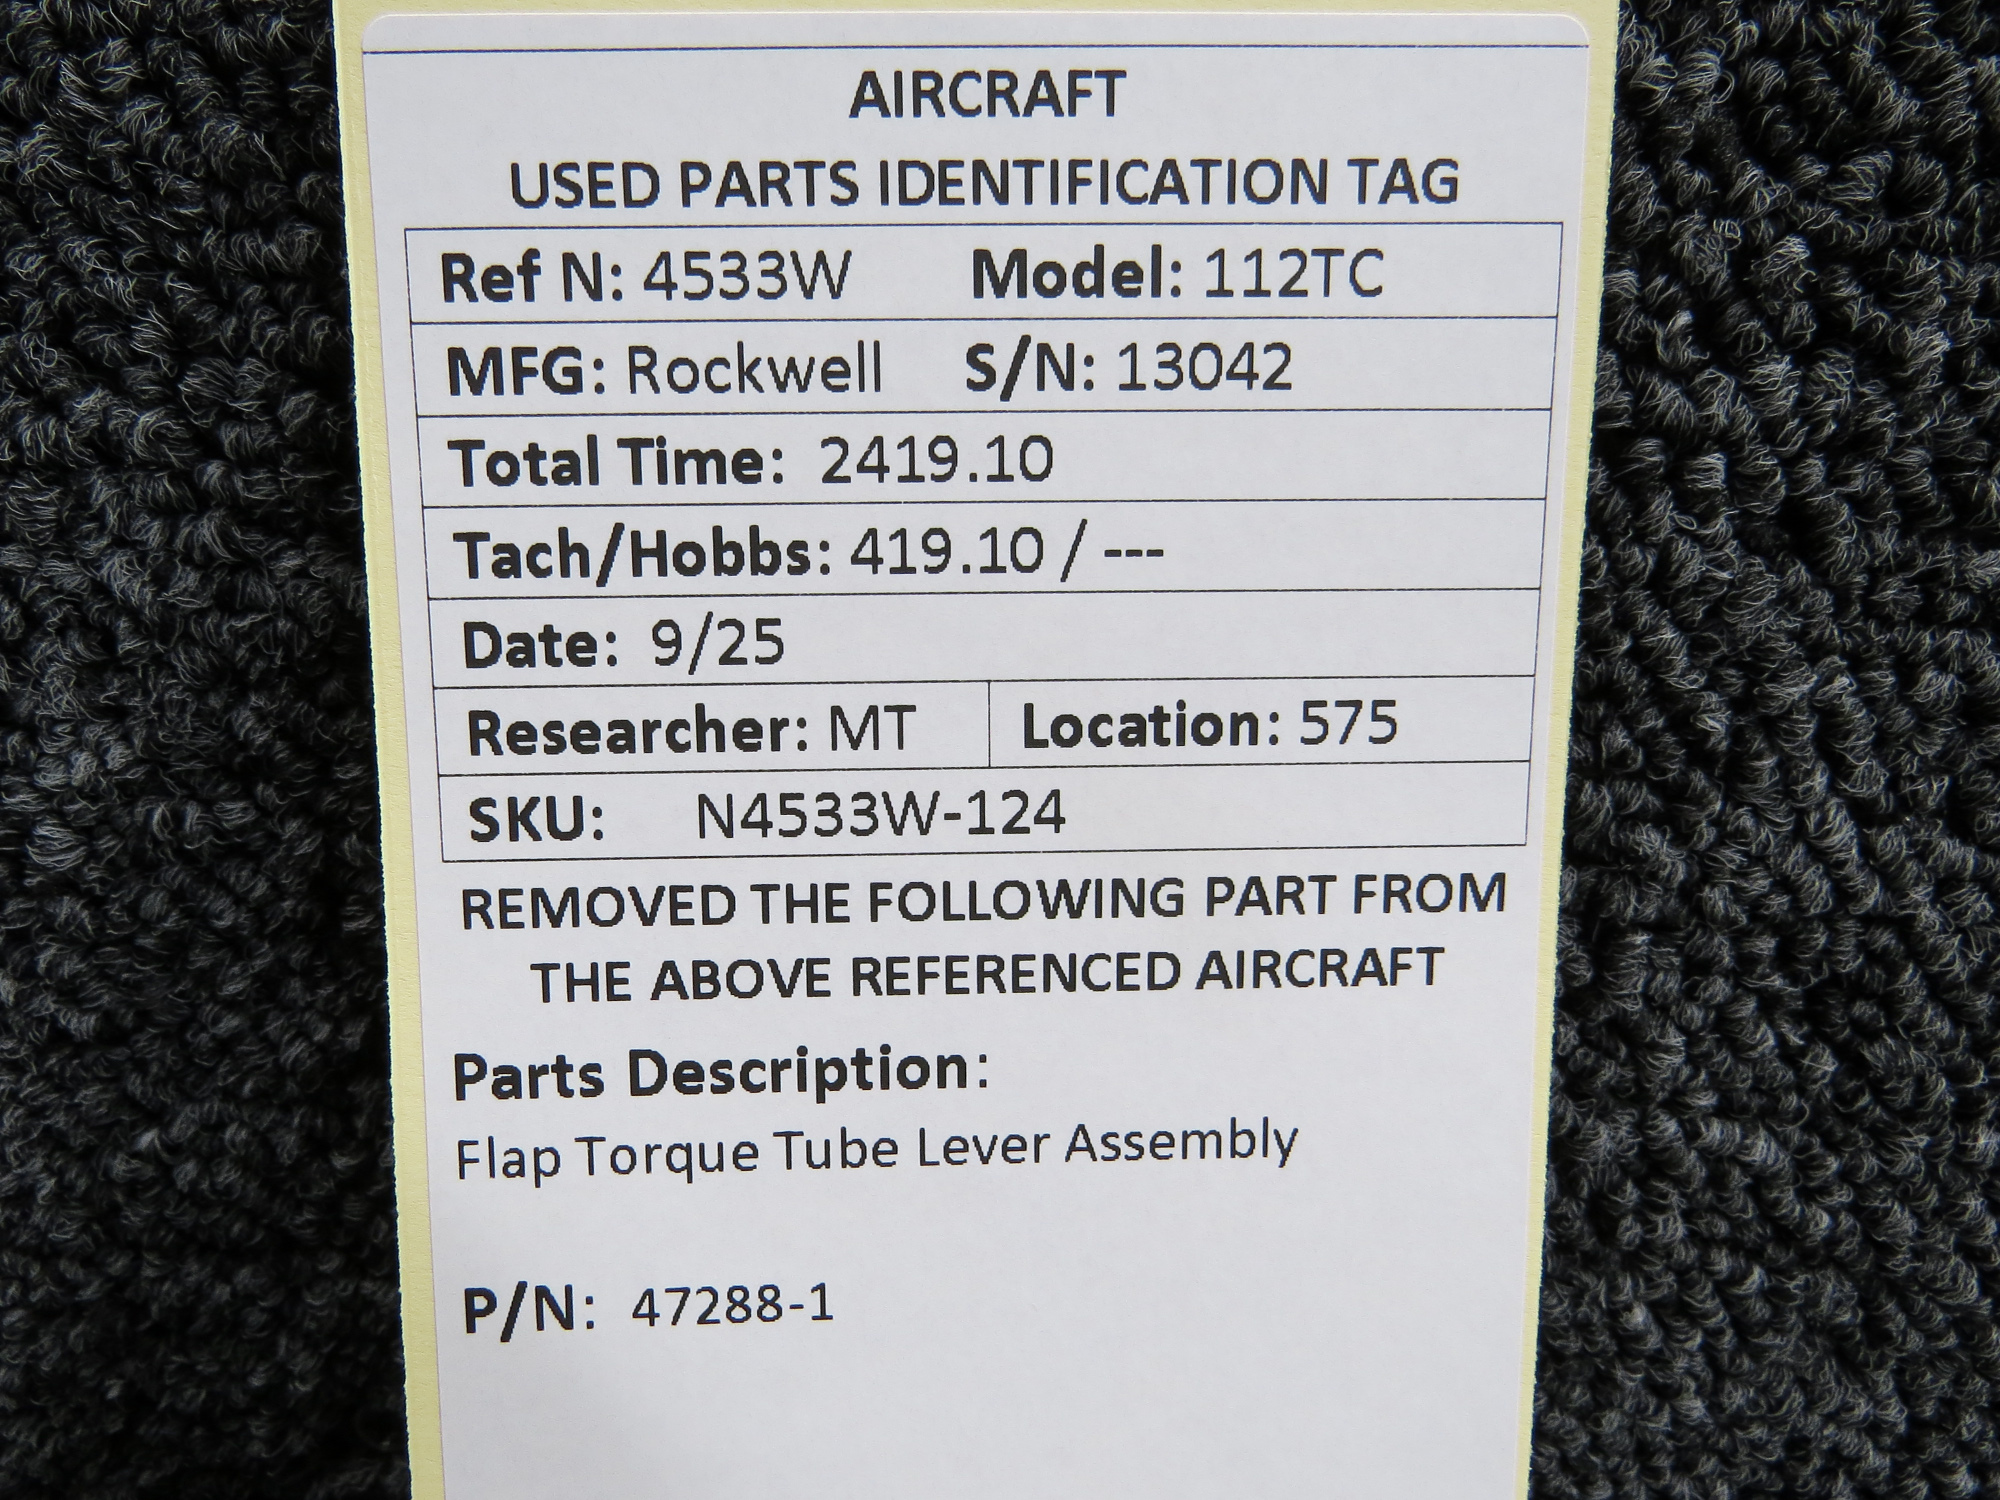 AIRCRAFT
USED PARTS IDENTIFICATION TAG
Ref N: 4533W Model: 112TC
MFG: Rockwell S/N: 13042
Total Time: 2419.10
Tach/Hobbs: 419.10 / ---
Date: 9/25
Researcher: MT Location: 575
SKU: N4533W-124
REMOVED THE FOLLOWING PART FROM
THE ABOVE REFERENCED AIRCRAFT
Parts Description:
Flap Torque Tube Lever Assembly
P/N: 47288-1